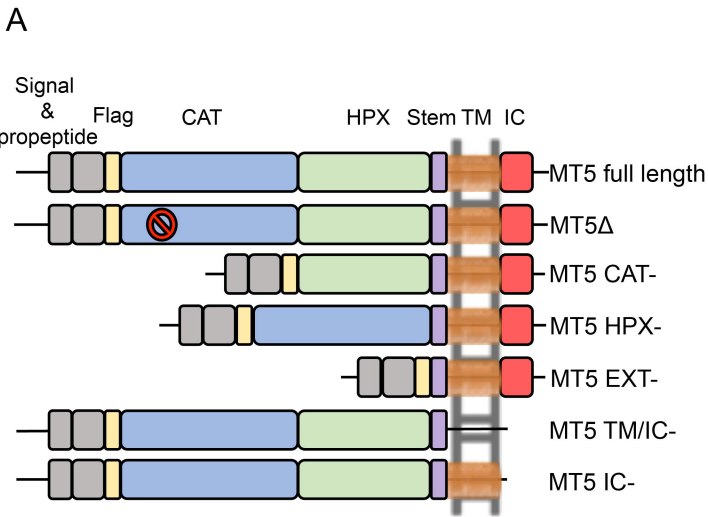 A
Signal
&
propeptide
Flag
CAT
HPX
Stem
TM
IC
MT5 full length
MT5Δ
MT5 CAT-
MT5 HPX-
MT5 EXT-
MT5 TM/IC-
MT5 IC-